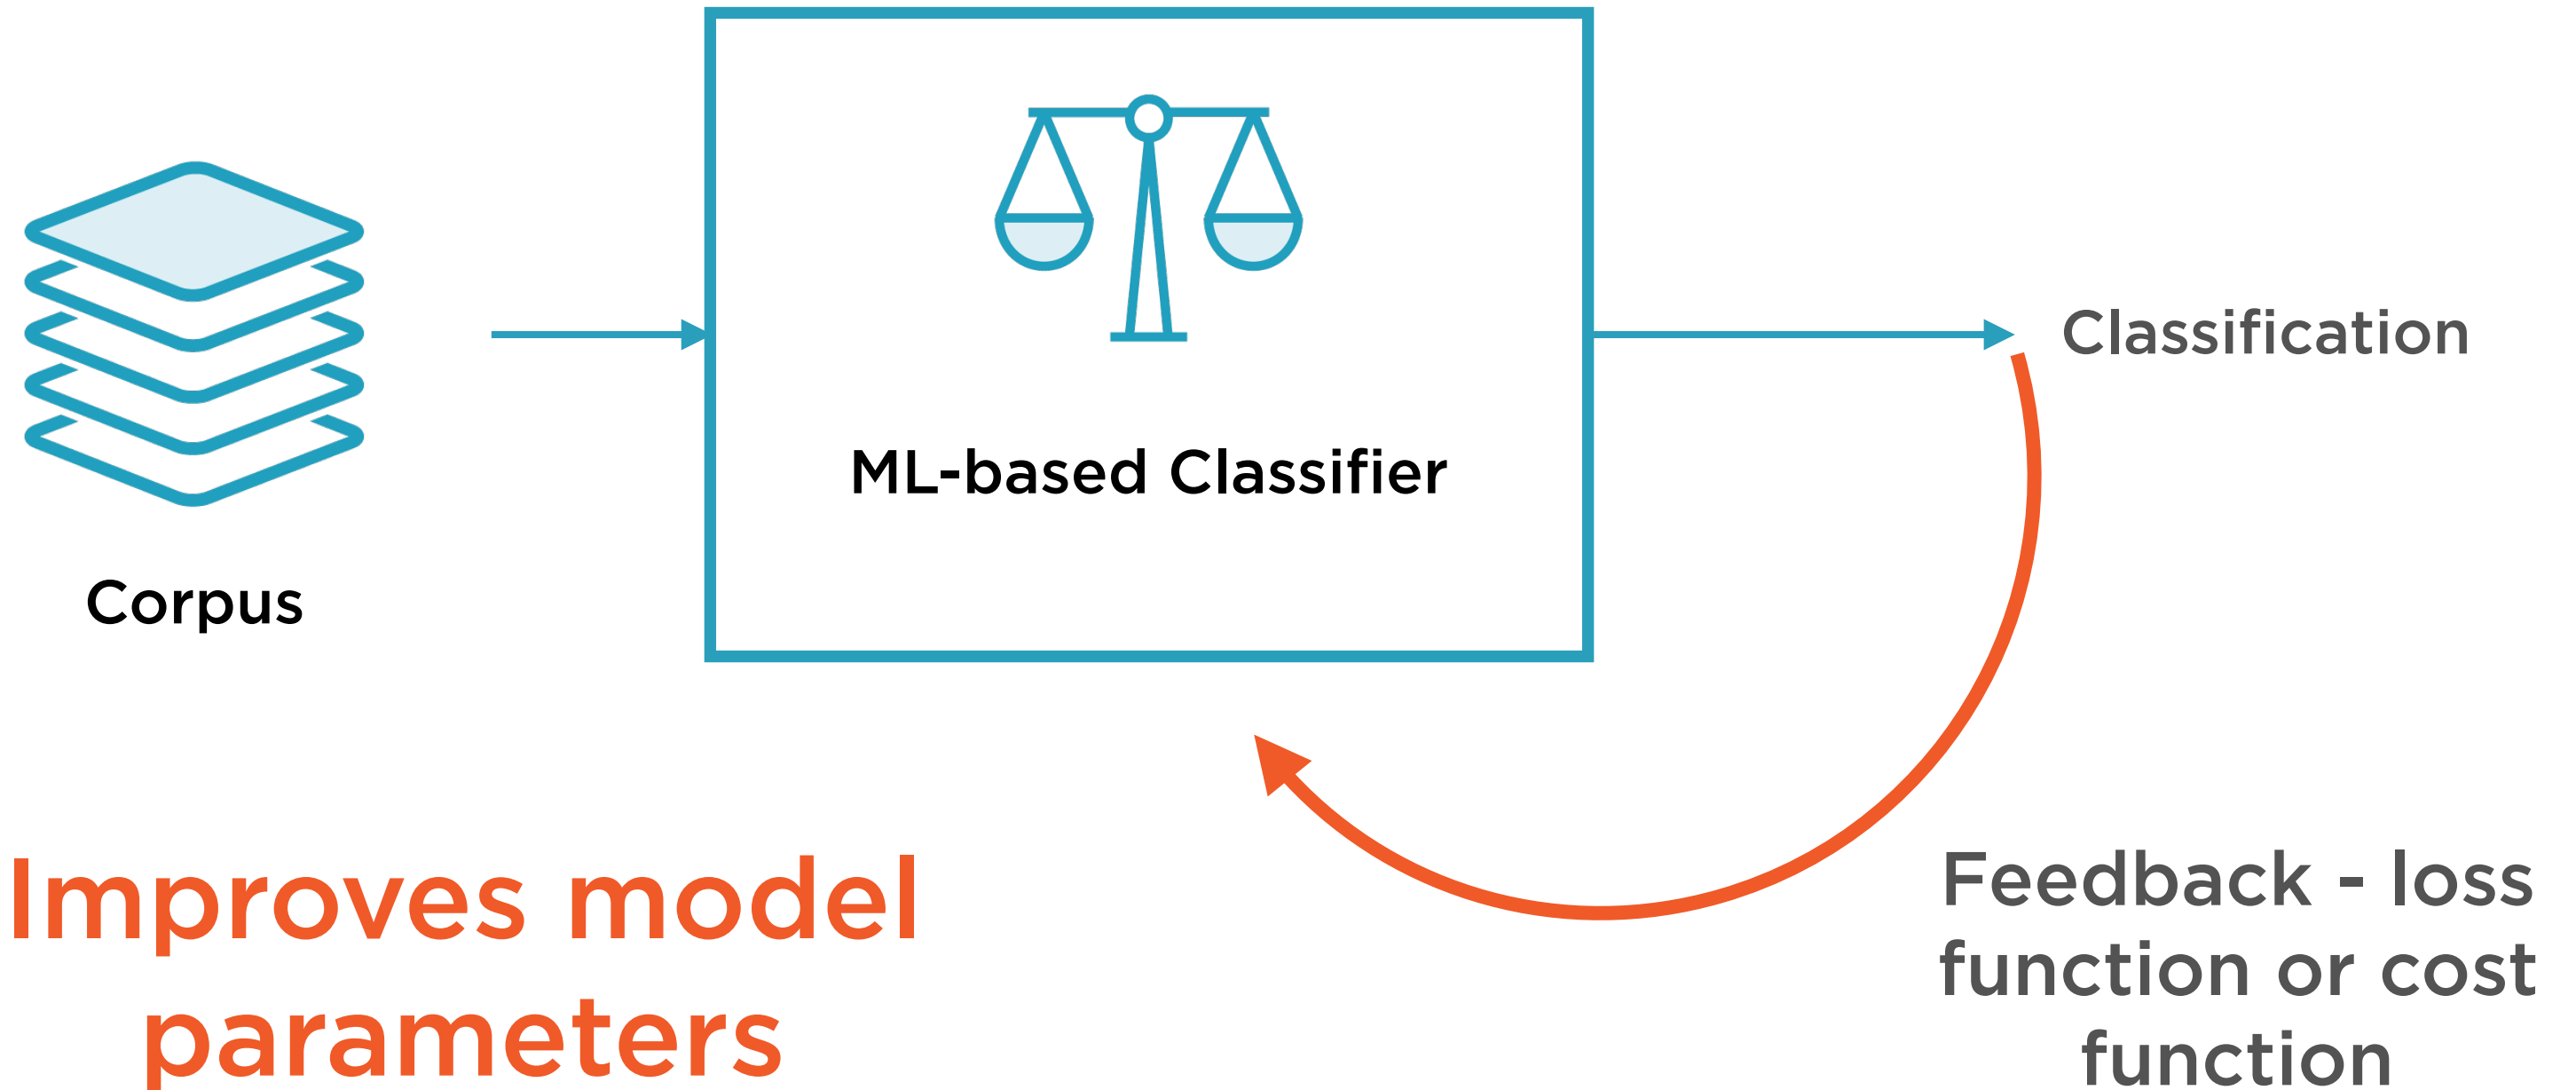 Classification
ML-based Classifier
Corpus
Improves model
parameters
Feedback - loss
function or cost
function